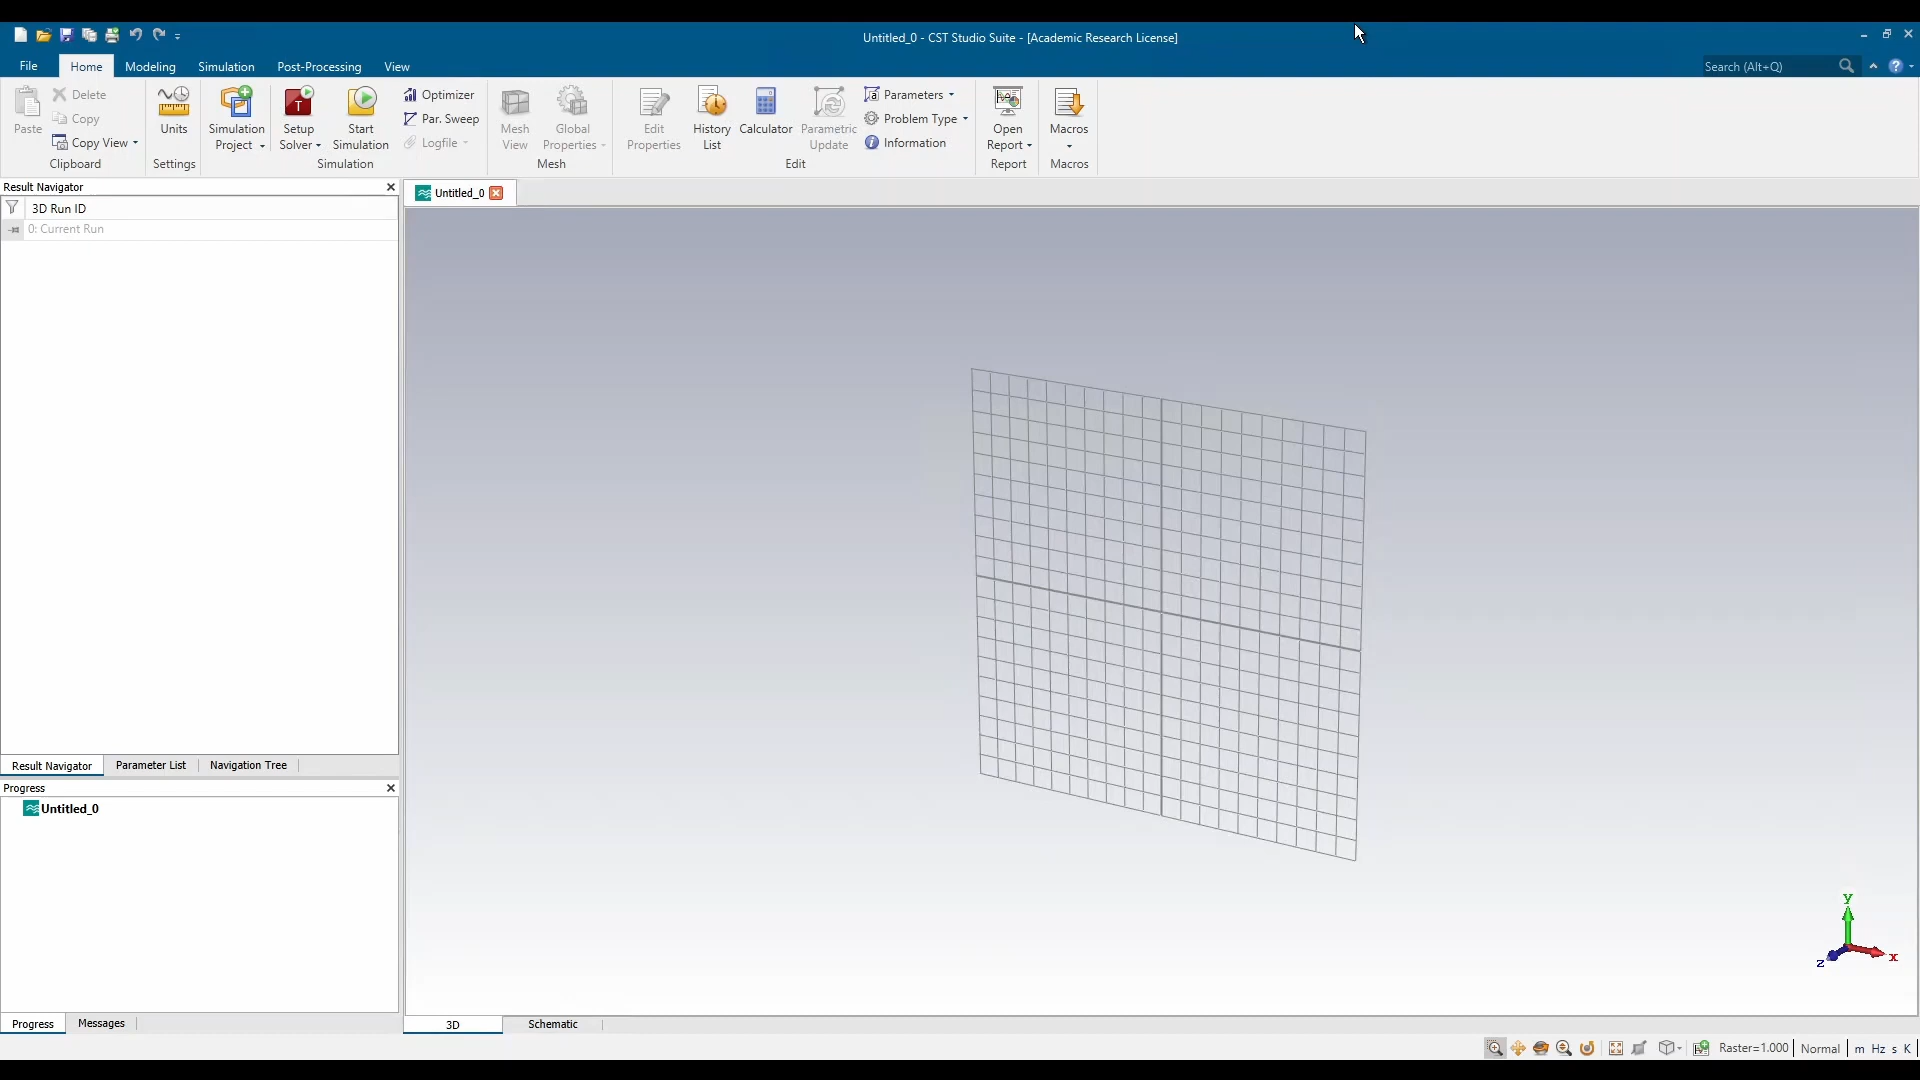 Untitled_0 - CST Studio Suite - [Academic Research License]
File Home Modeling Simulation Post-Processing View Search (Alt+Q)
Paste
Delete
Copy
Copy View
Clipboard
Units
Settings
Simulation
Project
Setup
Solver
Start
Simulation
Optimizer
Par. Sweep
Logfile
Simulation
Mesh
View
Global
Properties
Mesh
Edit
Properties
History
List
Calculator
Parametric
Update
Parameters
Problem Type
Information
Edit
Open
Report
Report
Macros
Macros
Result Navigator
3D Run ID
0: Current Run
Untitled_0
y
z
x
Result Navigator Parameter List Navigation Tree
Progress
Untitled_0
Progress Messages
3D Schematic
Raster=1.000 Normal m Hz s K